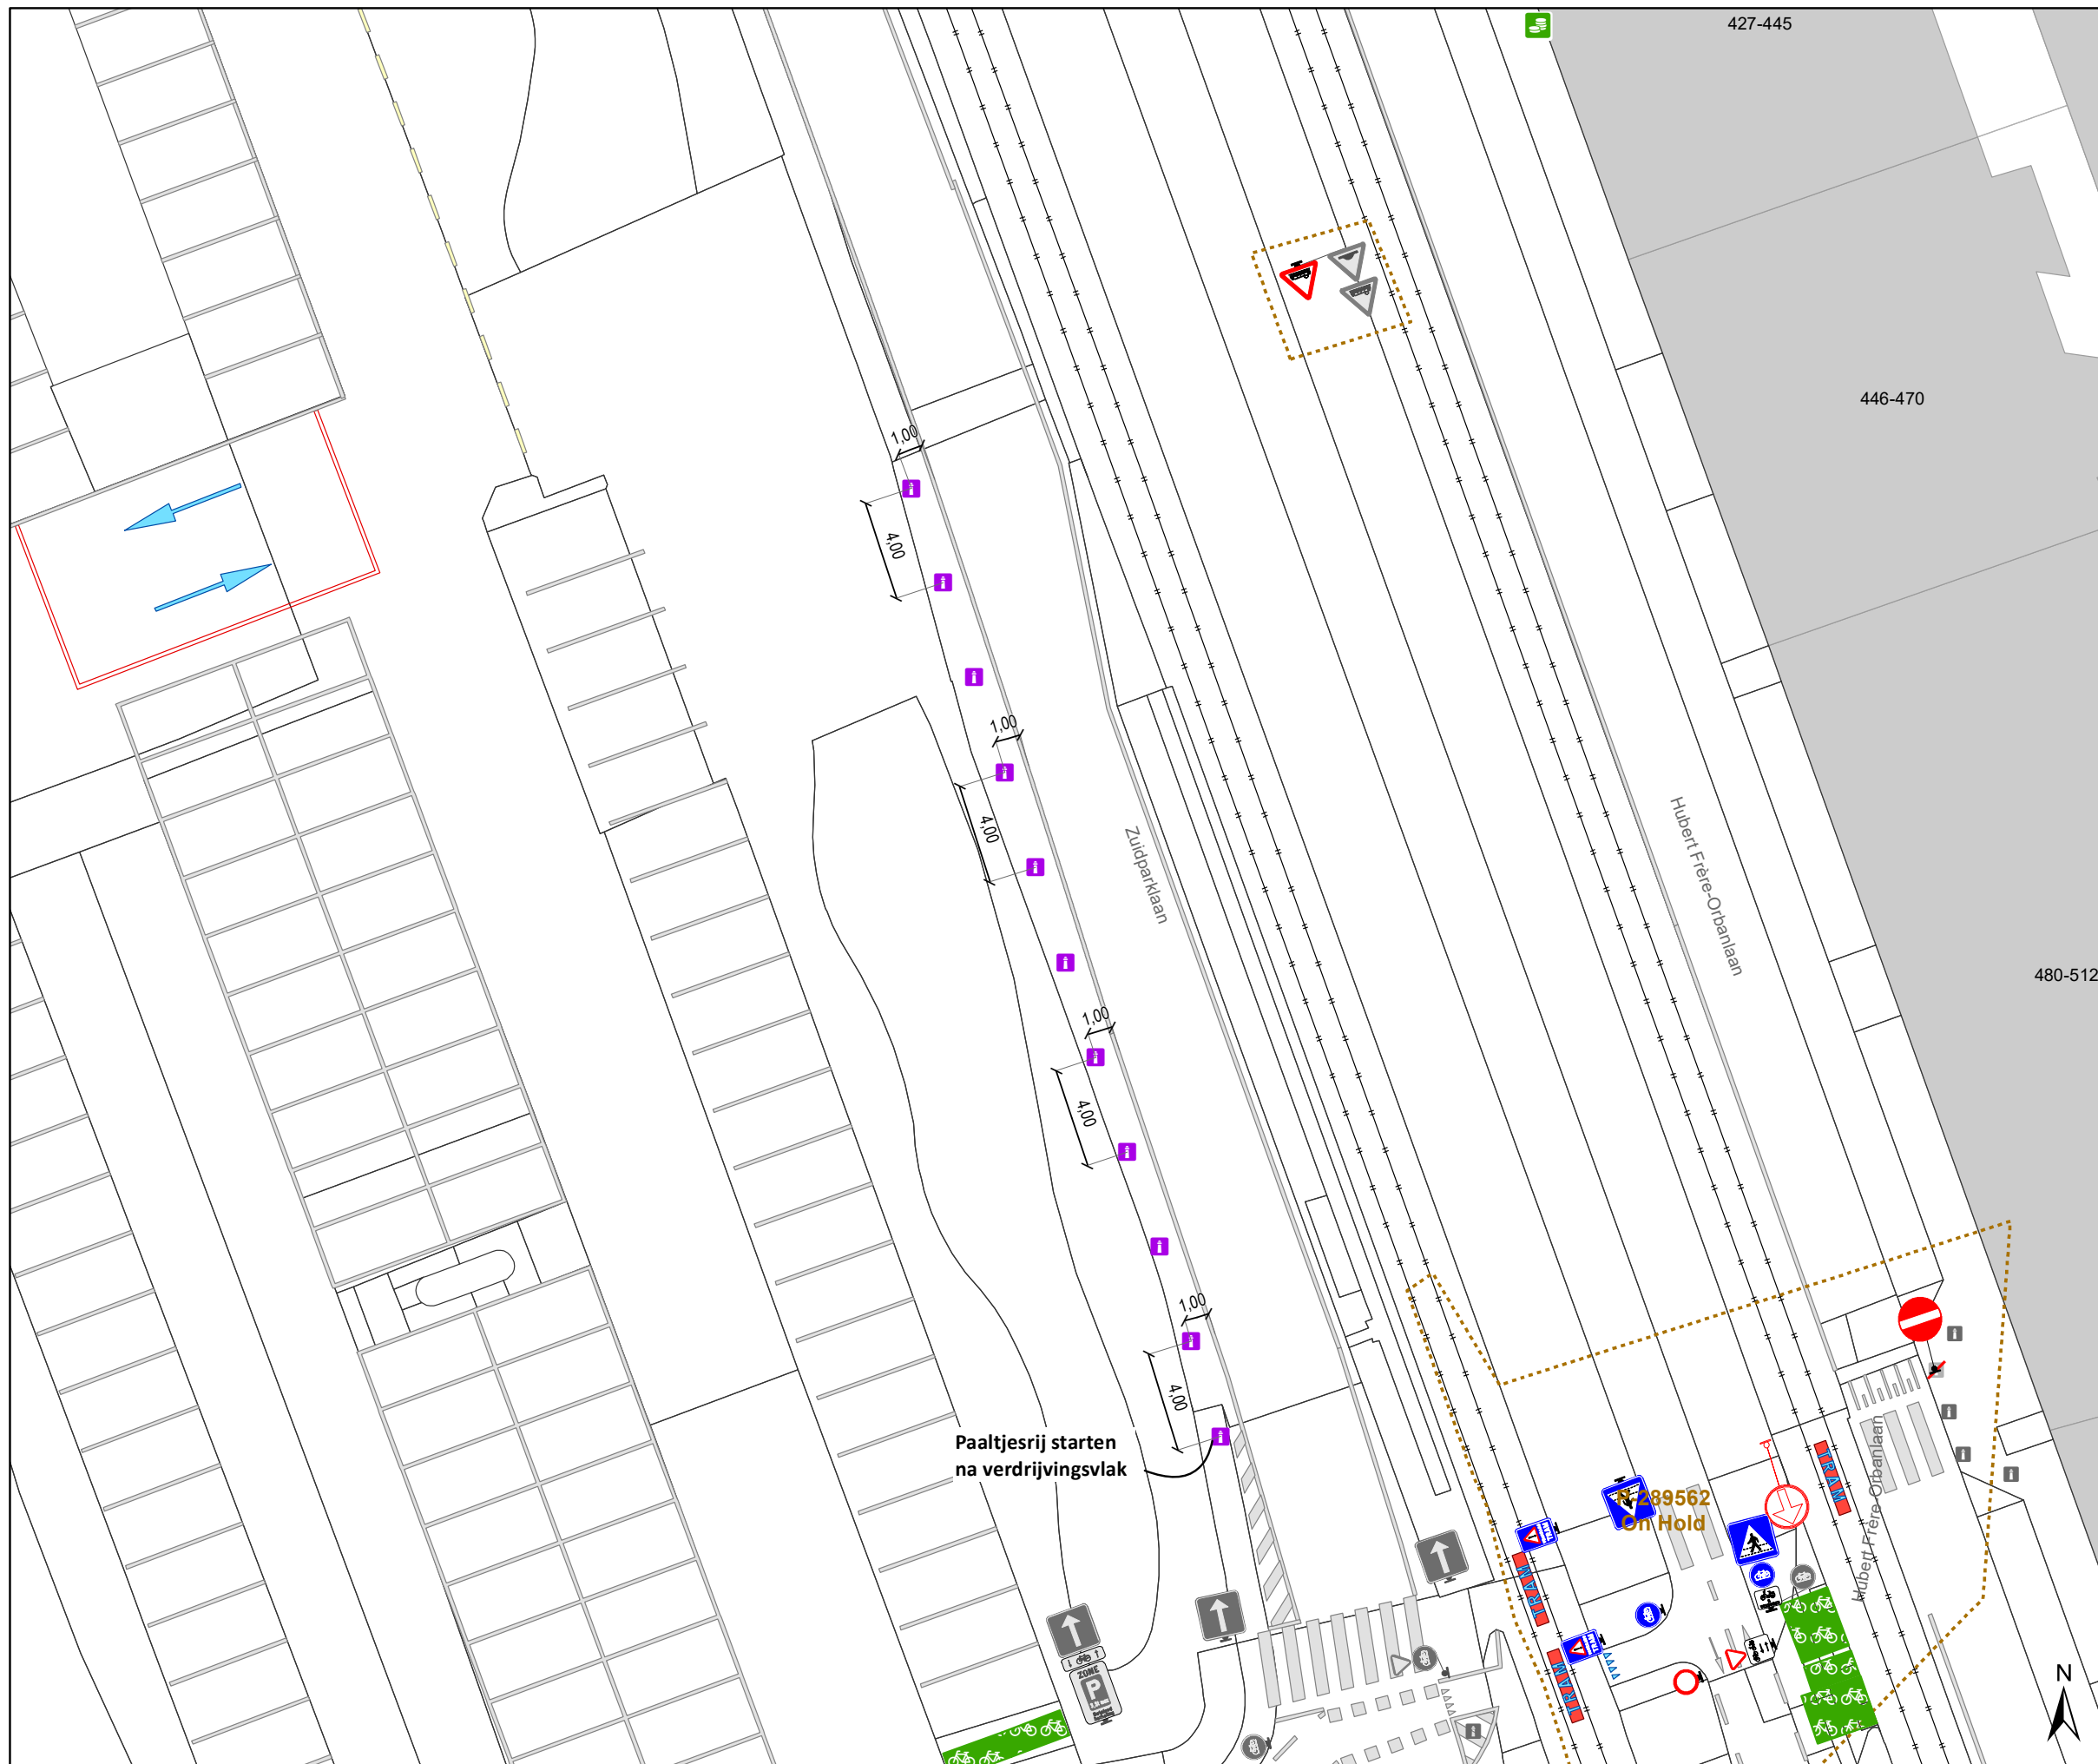 427-445
446-470
1,00
4,00
1,00
4,00
Zuidparklaan
Hubert Frère-Orbanlaan
480-512
1,00
4,00
1,00
4,00
Paaltjesrij starten
na verdrijvingsvlak
TRAM
Hubert Frère-Orbanlaan
289562
On Hold
TRAM
TRAM
ZONE
P
N